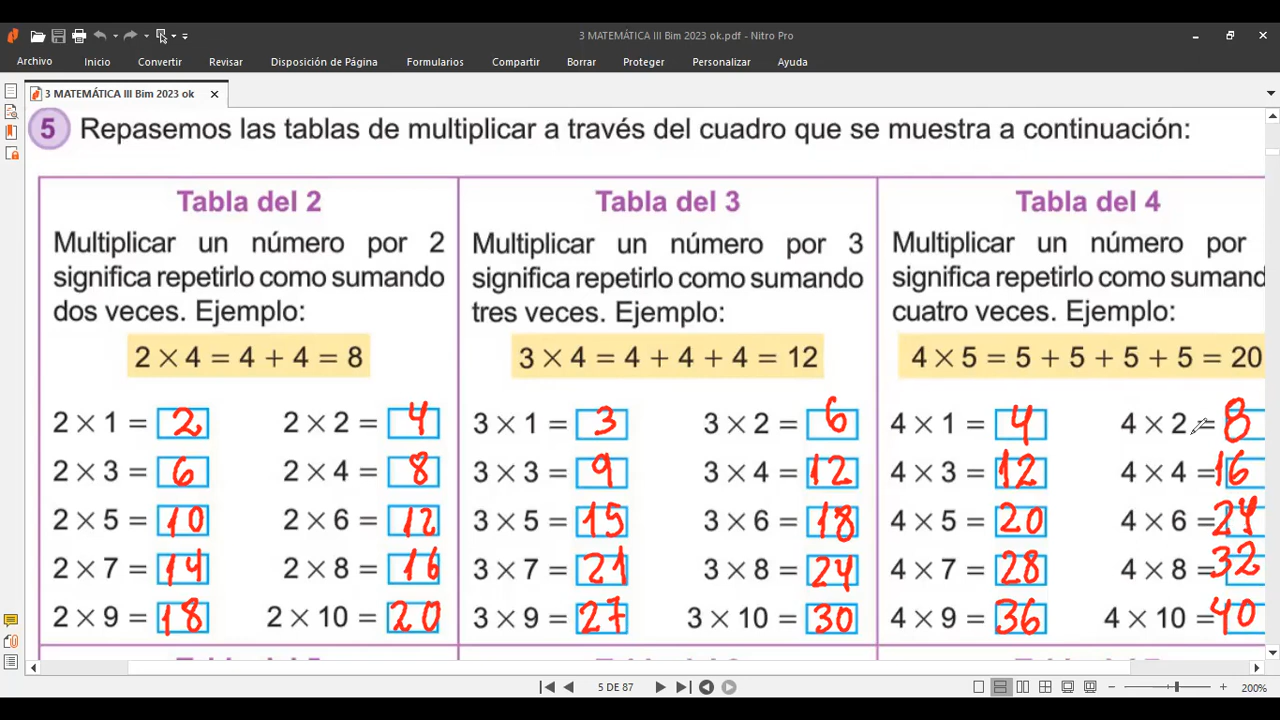 3 MATEMÁTICA III Bim 2023 ok.pdf - Nitro Pro
Archivo Inicio Convertir Revisar Disposición de Página Formularios Compartir Borrar Proteger Personalizar Ayuda
3 MATEMÁTICA III Bim 2023 ok
5 Repasemos las tablas de multiplicar a través del cuadro que se muestra a continuación:
Tabla del 2
Multiplicar un número por 2
significa repetirlo como sumando
dos veces. Ejemplo:
2 × 4 = 4 + 4 = 8
2 × 1 = 2 2 × 2 = 4
2 × 3 = 6 2 × 4 = 8
2 × 5 = 10 2 × 6 = 12
2 × 7 = 14 2 × 8 = 16
2 × 9 = 18 2 × 10 = 20
Tabla del 3
Multiplicar un número por 3
significa repetirlo como sumando
tres veces. Ejemplo:
3 × 4 = 4 + 4 + 4 = 12
3 × 1 = 3 3 × 2 = 6
3 × 3 = 9 3 × 4 = 12
3 × 5 = 15 3 × 6 = 18
3 × 7 = 21 3 × 8 = 24
3 × 9 = 27 3 × 10 = 30
Tabla del 4
Multiplicar un número por
significa repetirlo como sumand
cuatro veces. Ejemplo:
4 × 5 = 5 + 5 + 5 + 5 = 20
4 × 1 = 4 4 × 2 = 8
4 × 3 = 12 4 × 4 = 16
4 × 5 = 20 4 × 6 = 24
4 × 7 = 28 4 × 8 = 32
4 × 9 = 36 4 × 10 = 40
5 DE 87
200%